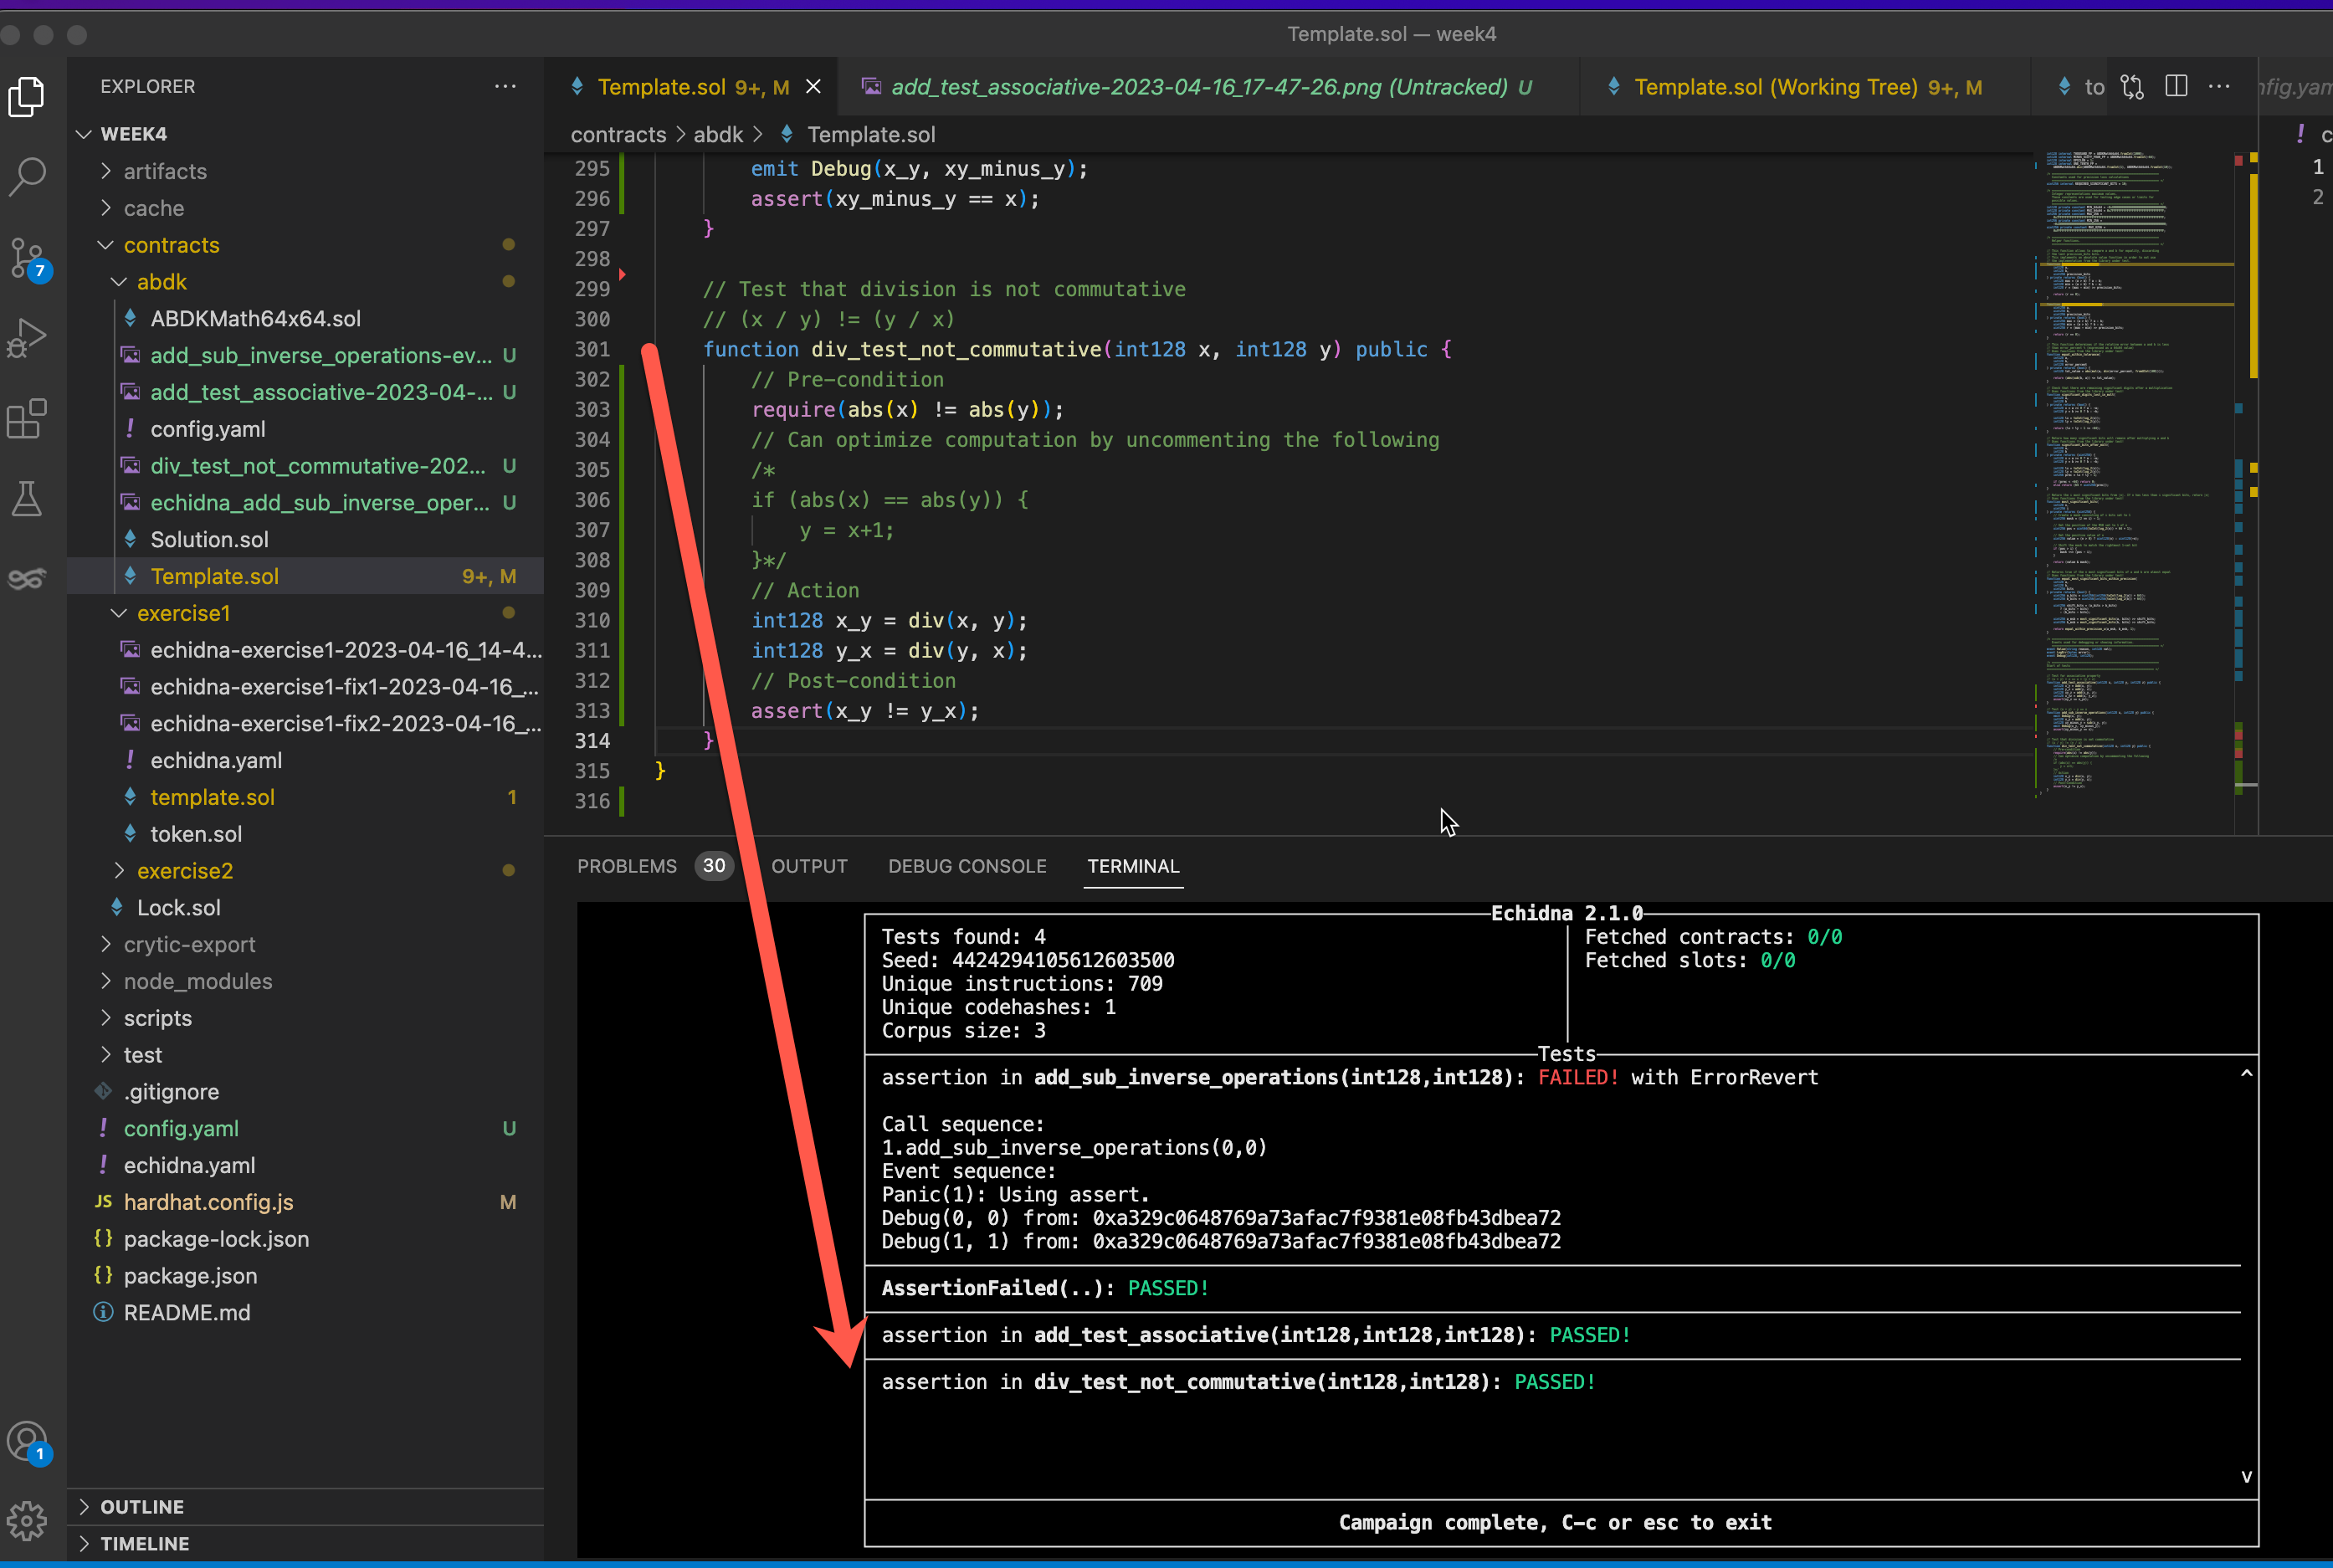 Template.sol — week4
EXPLORER
WEEK4
artifacts
cache
contracts
abdk
ABDKMath64x64.sol
add_sub_inverse_operations-ev... U
add_test_associative-2023-04-... U
config.yaml
div_test_not_commutative-202... U
echidna_add_sub_inverse_oper... U
Solution.sol
Template.sol 9+, M
exercise1
echidna-exercise1-2023-04-16_14-4...
echidna-exercise1-fix1-2023-04-16_...
echidna-exercise1-fix2-2023-04-16_...
echidna.yaml
template.sol 1
token.sol
exercise2
Lock.sol
crytic-export
node_modules
scripts
test
.gitignore
config.yaml U
echidna.yaml
JS hardhat.config.js M
{} package-lock.json
{} package.json
README.md
OUTLINE
TIMELINE
7
1
Template.sol 9+, M
add_test_associative-2023-04-16_17-47-26.png (Untracked) U
Template.sol (Working Tree) 9+, M
to
nfig.yam
contracts > abdk > Template.sol
! c
1
2
295 emit Debug(x_y, xy_minus_y);
296 assert(xy_minus_y == x);
297 }
298
299 // Test that division is not commutative
300 // (x / y) != (y / x)
301 function div_test_not_commutative(int128 x, int128 y) public {
302 // Pre-condition
303 require(abs(x) != abs(y));
304 // Can optimize computation by uncommenting the following
305 /*
306 if (abs(x) == abs(y)) {
307 y = x+1;
308 }*/
309 // Action
310 int128 x_y = div(x, y);
311 int128 y_x = div(y, x);
312 // Post-condition
313 assert(x_y != y_x);
314 }
315 }
316
PROBLEMS 30 OUTPUT DEBUG CONSOLE TERMINAL
Echidna 2.1.0
Tests found: 4
Seed: 4424294105612603500
Unique instructions: 709
Unique codehashes: 1
Corpus size: 3
Fetched contracts: 0/0
Fetched slots: 0/0
Tests
assertion in add_sub_inverse_operations(int128,int128): FAILED! with ErrorRevert
Call sequence:
1.add_sub_inverse_operations(0,0)
Event sequence:
Panic(1): Using assert.
Debug(0, 0) from: 0xa329c0648769a73afac7f9381e08fb43dbea72
Debug(1, 1) from: 0xa329c0648769a73afac7f9381e08fb43dbea72
AssertionFailed(..): PASSED!
assertion in add_test_associative(int128,int128,int128): PASSED!
assertion in div_test_not_commutative(int128,int128): PASSED!
Campaign complete, C-c or esc to exit